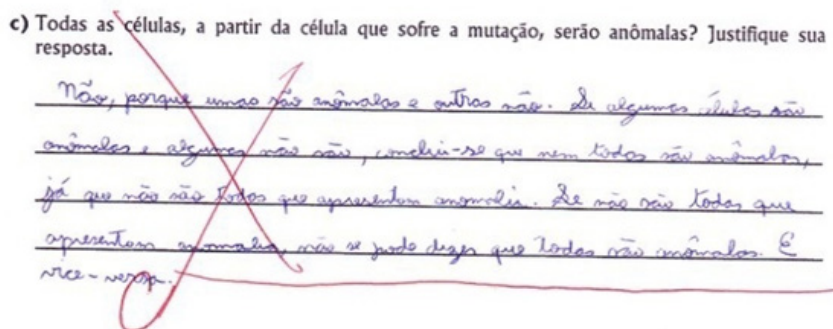 c) Todas as células, a partir da célula que sofre a mutação, serão anômalas? Justifique sua
resposta.
Não, porque umas são anômalas e outras não. Se algumas células são
anômalas e algumas não são, conclui-se que nem todas são anômalas,
já que não são todas que apresentam anomalia. Se não são todas que
apresentam anomalia, não se pode dizer que todas são anômalas. E
vice-versa.